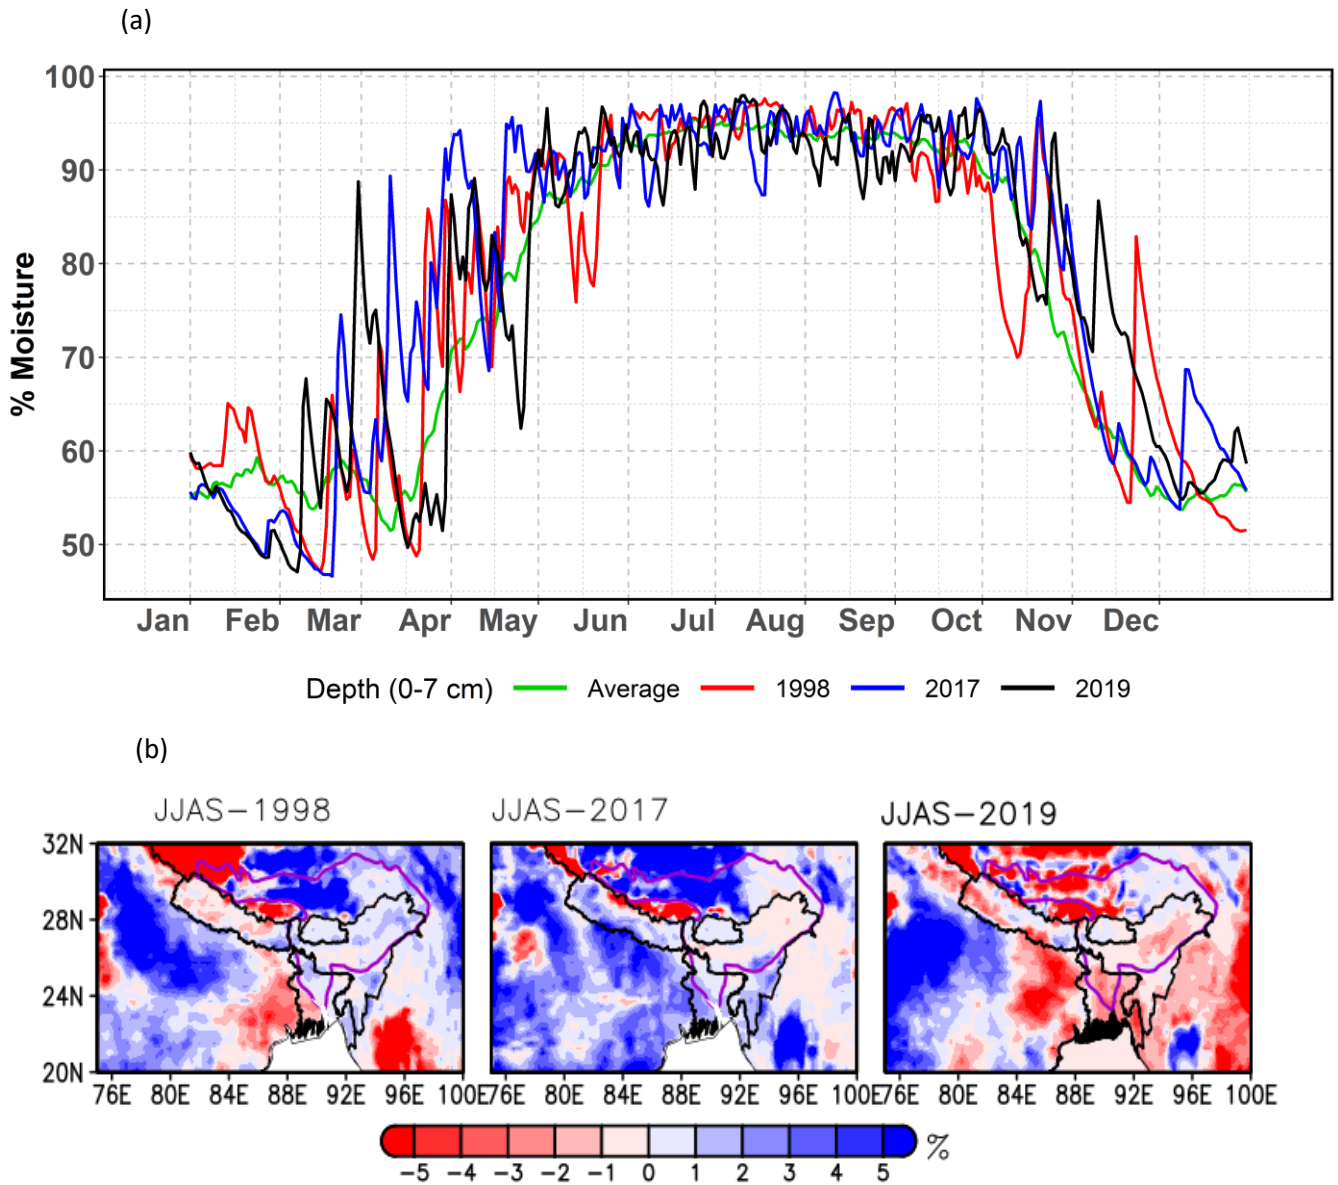 (a)
% Moisture
100
90
80
70
60
50
Jan Feb Mar Apr May Jun Jul Aug Sep Oct Nov Dec
Depth (0-7 cm) Average 1998 2017 2019
(b)
JJAS-1998 JJAS-2017 JJAS-2019
32N
28N
24N
20N
76E 80E 84E 88E 92E 96E 100E 76E 80E 84E 88E 92E 96E 100E 76E 80E 84E 88E 92E 96E 100E
-5 -4 -3 -2 -1 0 1 2 3 4 5 %